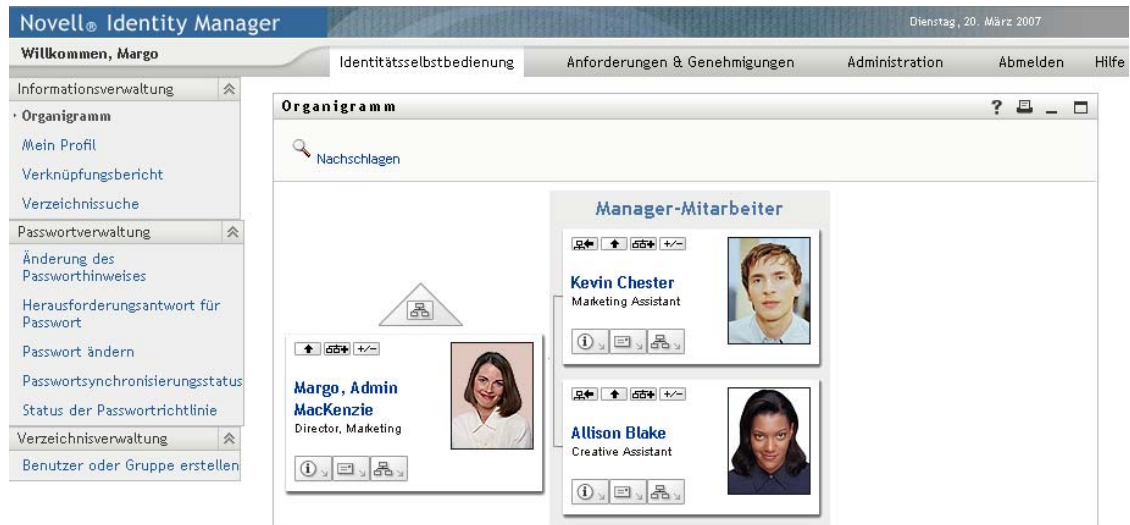 Novell® Identity Manager
Dienstag, 20. März 2007
Willkommen, Margo
Identitätsselbstbedienung
Anforderungen & Genehmigungen
Administration
Abmelden
Hilfe
Informationsverwaltung
· Organigramm
Mein Profil
Verknüpfungsbericht
Verzeichnissuche
Passwortverwaltung
Änderung des
Passworthinweises
Herausforderungsantwort für
Passwort
Passwort ändern
Passwortsynchronisierungsstatus
Status der Passwortrichtlinie
Verzeichnisverwaltung
Benutzer oder Gruppe erstellen
Organigramm
Nachschlagen
Margo, Admin
MacKenzie
Director, Marketing
Manager-Mitarbeiter
Kevin Chester
Marketing Assistant
Allison Blake
Creative Assistant